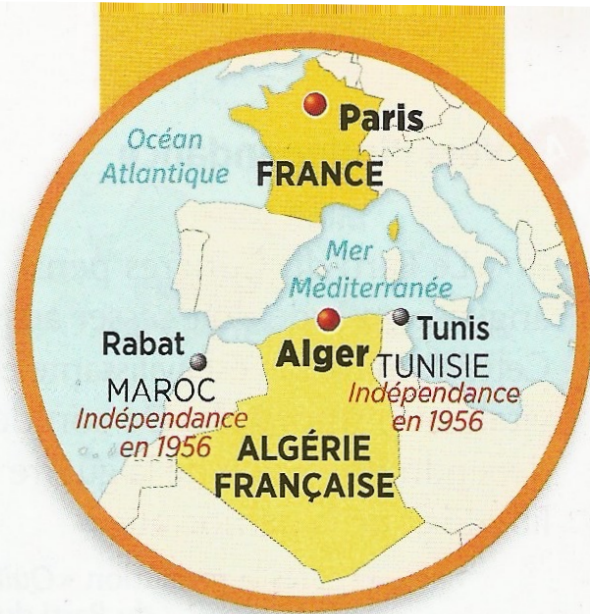 Paris
Océan
Atlantique
FRANCE
Mer
Méditerranée
Rabat
MAROC
Indépendance
en 1956
Alger
Tunis
TUNISIE
Indépendance
en 1956
ALGÉRIE
FRANÇAISE